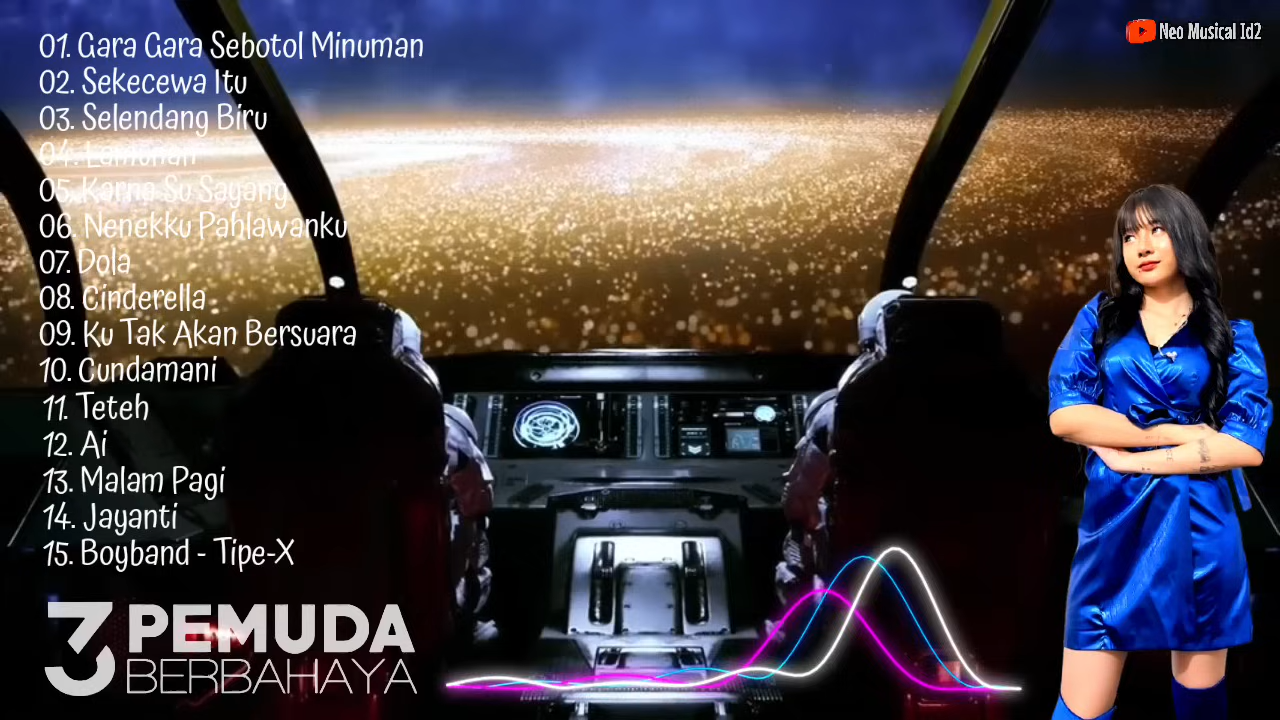 01. Gara Gara Sebotol Minuman
02. Sekecewa Itu
03. Selendang Biru
04. Lamunan
05. Karna Su Sayang
06. Nenekku Pahlawanku
07. Dola
08. Cinderella
09. Ku Tak Akan Bersuara
10. Cundamani
11. Teteh
12. Ai
13. Malam Pagi
14. Jayanti
15. Boyband - Tipe-X
3 PEMUDA
BERBAHAYA
Neo Musical Id2